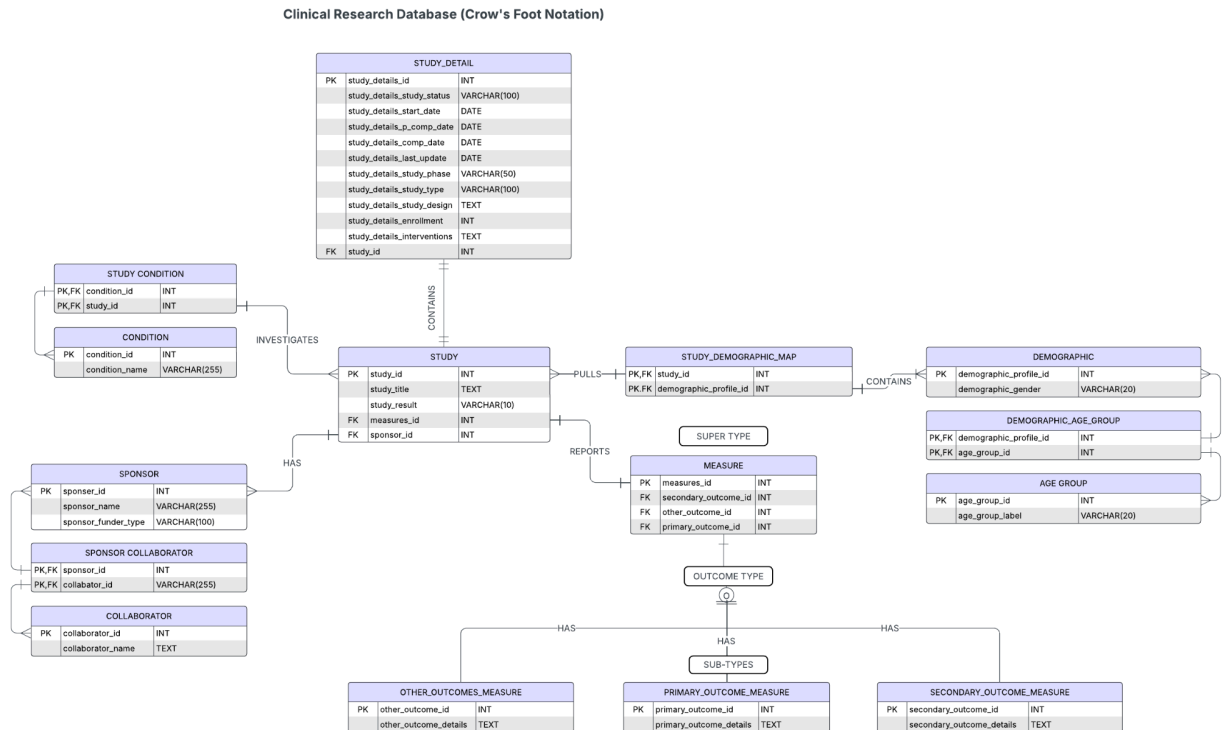 Clinical Research Database (Crow's Foot Notation)
STUDY_DETAIL
PK study_details_id INT
study_details_study_status VARCHAR(100)
study_details_start_date DATE
study_details_p_comp_date DATE
study_details_comp_date DATE
study_details_last_update DATE
study_details_study_phase VARCHAR(50)
study_details_study_type VARCHAR(100)
study_details_study_design TEXT
study_details_enrollment INT
study_details_interventions TEXT
FK study_id INT
STUDY CONDITION
PK,FK condition_id INT
PK,FK study_id INT
CONDITION
PK condition_id INT
condition_name VARCHAR(255)
INVESTIGATES
CONTAINS
STUDY
PK study_id INT
study_title TEXT
study_result VARCHAR(10)
FK measures_id INT
FK sponsor_id INT
PULLS
STUDY_DEMOGRAPHIC_MAP
PK,FK study_id INT
PK.FK demographic_profile_id INT
CONTAINS
DEMOGRAPHIC
PK demographic_profile_id INT
demographic_gender VARCHAR(20)
DEMOGRAPHIC_AGE_GROUP
PK,FK demographic_profile_id INT
PK,FK age_group_id INT
AGE GROUP
PK age_group_id INT
age_group_label VARCHAR(20)
HAS
REPORTS
SUPER TYPE
MEASURE
PK measures_id INT
FK secondary_outcome_id INT
FK other_outcome_id INT
FK primary_outcome_id INT
SPONSOR
PK sponser_id INT
sponsor_name VARCHAR(255)
sponsor_funder_type VARCHAR(100)
SPONSOR COLLABORATOR
PK,FK sponsor_id INT
PK,FK collabator_id VARCHAR(255)
COLLABORATOR
PK collaborator_id INT
collaborator_name TEXT
OUTCOME TYPE
O
HAS
HAS
HAS
SUB-TYPES
OTHER_OUTCOMES_MEASURE
PK other_outcome_id INT
other_outcome_details TEXT
PRIMARY_OUTCOME_MEASURE
PK primary_outcome_id INT
primary_outcome_details TEXT
SECONDARY_OUTCOME_MEASURE
PK secondary_outcome_id INT
secondary_outcome_details TEXT